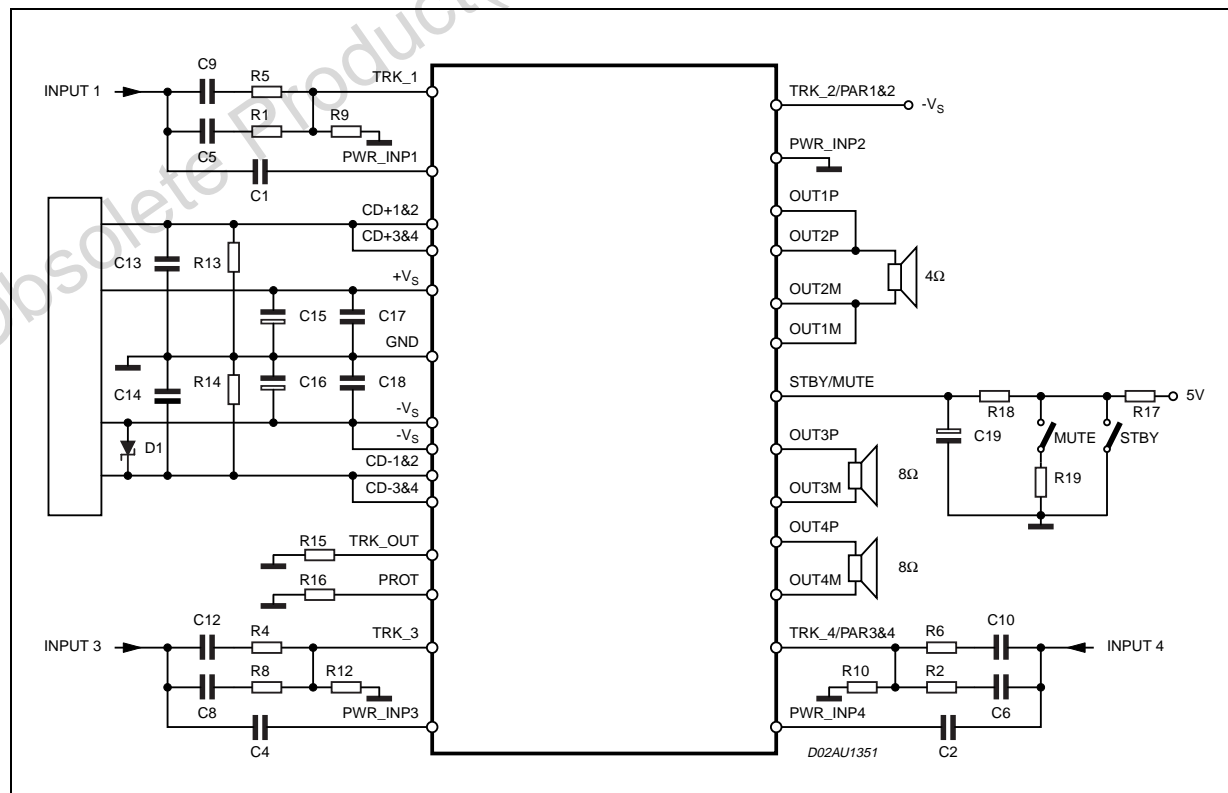 Obsolete Product(
INPUT 1
C9
R5
TRK_1
C5
R1
R9
PWR_INP1
C1
CD+1&2
CD+3&4
C13
R13
+VS
C15
C17
GND
C14
R14
C16
C18
-VS
-VS
D1
CD-1&2
CD-3&4
R15
TRK_OUT
R16
PROT
INPUT 3
C12
R4
TRK_3
C8
R8
R12
PWR_INP3
C4
TRK_2/PAR1&2
-VS
PWR_INP2
OUT1P
OUT2P
4Ω
OUT2M
OUT1M
STBY/MUTE
R18
R17
5V
C19
MUTE
STBY
R19
OUT3P
8Ω
OUT3M
OUT4P
8Ω
OUT4M
TRK_4/PAR3&4
R6
C10
INPUT 4
R10
R2
C6
PWR_INP4
C2
D02AU1351